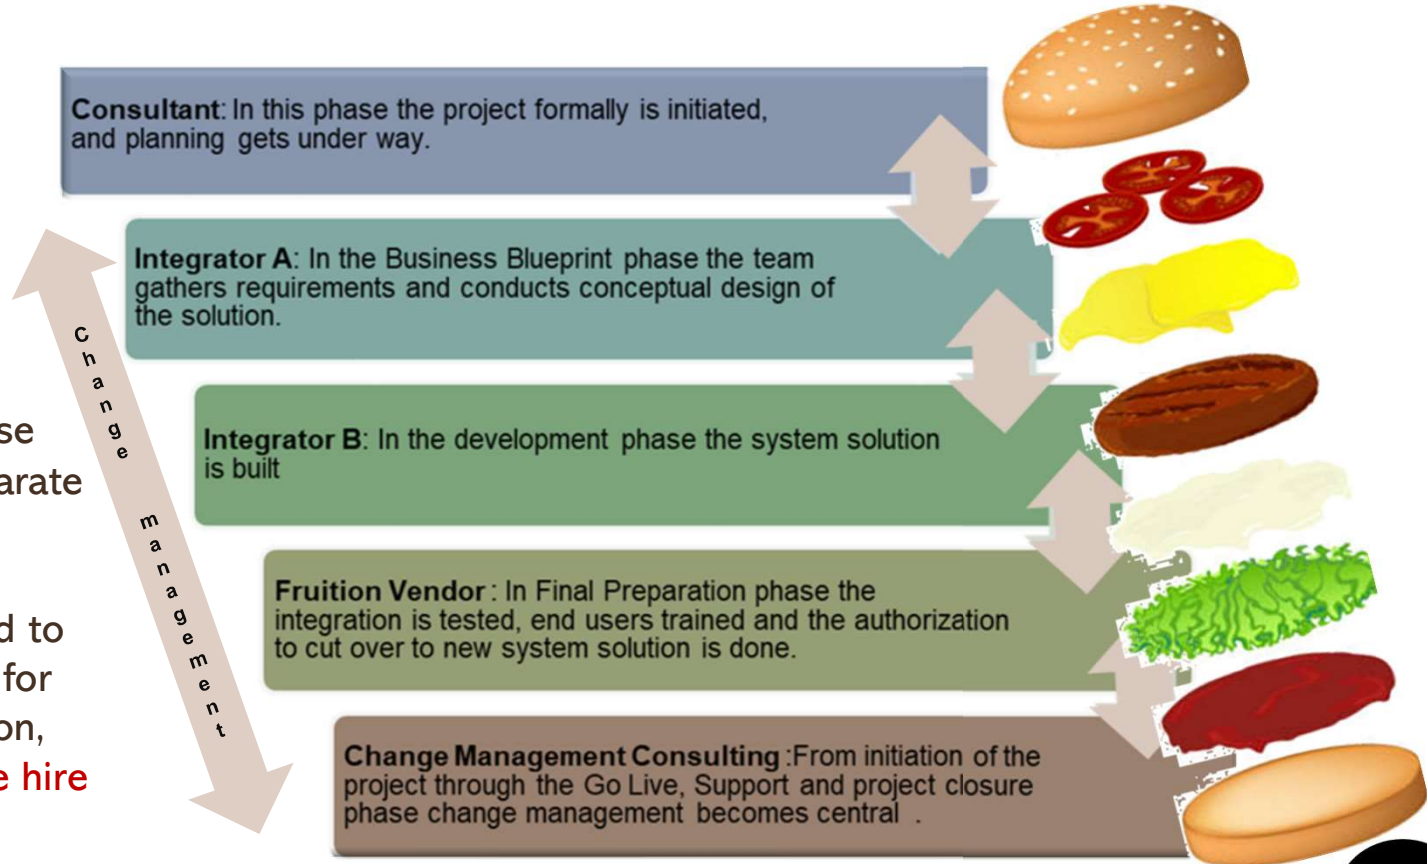 Consultant: In this phase the project formally is initiated,
and planning gets under way.
Integrator A: In the Business Blueprint phase the team
gathers requirements and conducts conceptual design of
the solution.
Integrator B: In the development phase the system solution
is built
Fruition Vendor : In Final Preparation phase the
integration is tested, end users trained and the authorization
to cut over to new system solution is done.
Change Management Consulting :From initiation of the
project through the Go Live, Support and project closure
phase change management becomes central .
Change management
se
arate
d to
for
on,
e hire